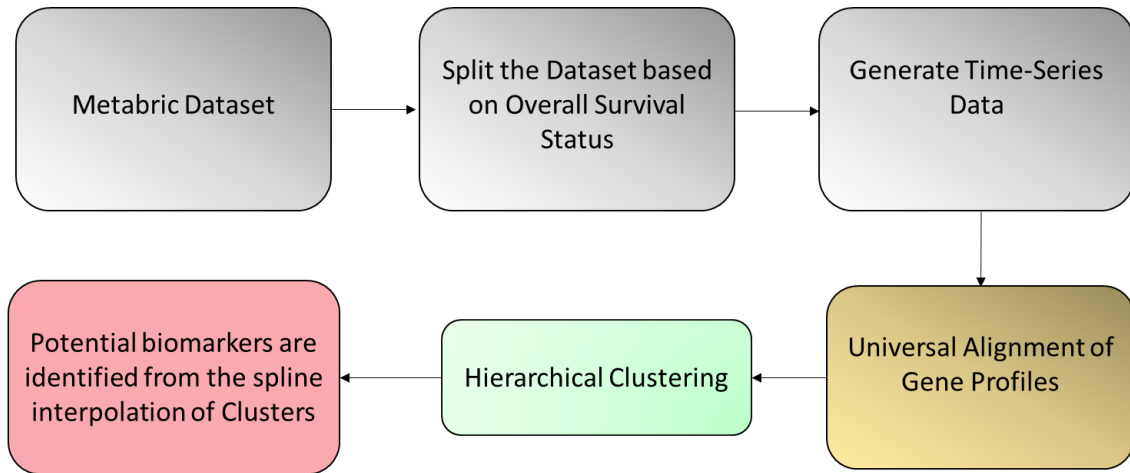 Metabric Dataset
Split the Dataset based
on Overall Survival
Status
Generate Time-Series
Data
Universal Alignment of
Gene Profiles
Hierarchical Clustering
Potential biomarkers are
identified from the spline
interpolation of Clusters